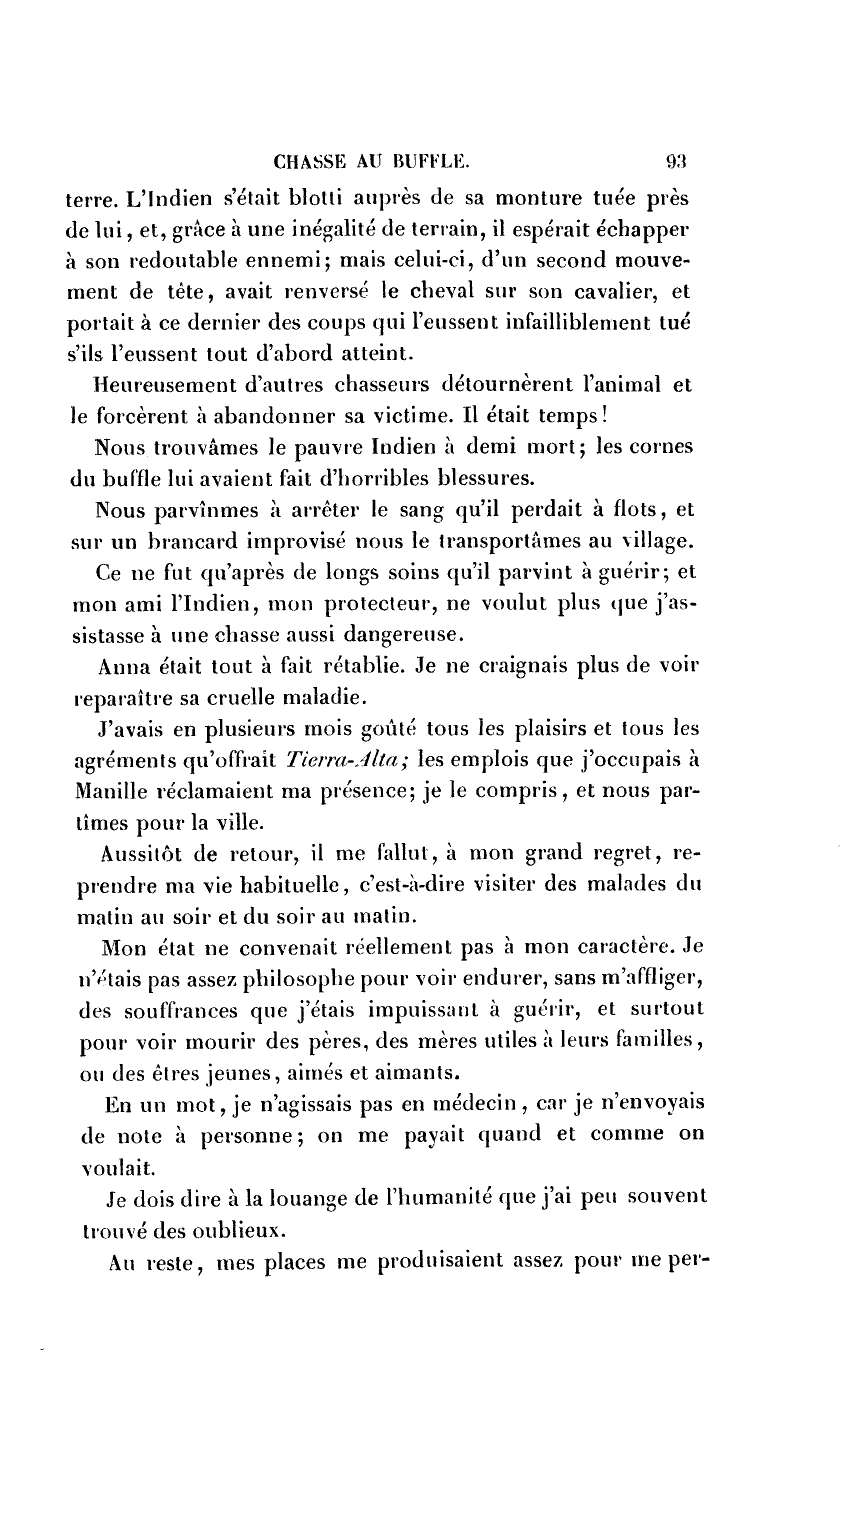 CHASSE AU BUFFLE. 93
terre. L'Indien s'était blotti auprès de sa monture tuée près
de lui, et, grâce à une inégalité de terrain, il espérait échapper
à son redoutable ennemi; mais celui-ci, d'un second mouve-
ment de tête, avait renversé le cheval sur son cavalier, et
portait à ce dernier des coups qui l'eussent infailliblement tué
s'ils l'eussent tout d'abord atteint.
Heureusement d'autres chasseurs détournèrent l'animal et
le forcèrent à abandonner sa victime. Il était temps!
Nous trouvâmes le pauvre Indien à demi mort; les cornes
du buffle lui avaient fait d'horribles blessures.
Nous parvînmes à arrêter le sang qu'il perdait à flots, et
sur un brancard improvisé nous le transportâmes au village.
Ce ne fut qu'après de longs soins qu'il parvint à guérir; et
mon ami l'Indien, mon protecteur, ne voulut plus que j'as-
sistasse à une chasse aussi dangereuse.
Anna était tout à fait rétablie. Je ne craignais plus de voir
reparaître sa cruelle maladie.
J'avais en plusieurs mois goûté tous les plaisirs et tous les
agréments qu'offrait Tierra-Alta; les emplois que j'occupais à
Manille réclamaient ma présence; je le compris, et nous par-
tîmes pour la ville.
Aussitôt de retour, il me fallut, à mon grand regret, re-
prendre ma vie habituelle, c'est-à-dire visiter des malades du
matin au soir et du soir au matin.
Mon état ne convenait réellement pas à mon caractère. Je
n'étais pas assez philosophe pour voir endurer, sans m'affliger,
des souffrances que j'étais impuissant à guérir, et surtout
pour voir mourir des pères, des mères utiles à leurs familles,
ou des êtres jeunes, aimés et aimants.
En un mot, je n'agissais pas en médecin, car je n'envoyais
de note à personne; on me payait quand et comme on
voulait.
Je dois dire à la louange de l'humanité que j'ai peu souvent
trouvé des oublieux.
Au reste, mes places me produisaient assez pour me per-